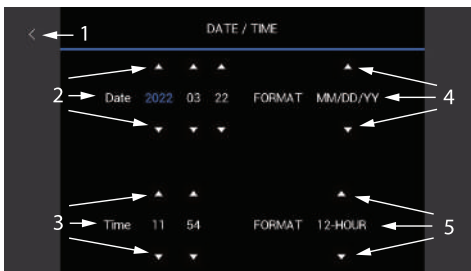 1
DATE / TIME
2 Date 2022 03 22 FORMAT MM/DD/YY 4
3 Time 11 54 FORMAT 12-HOUR 5